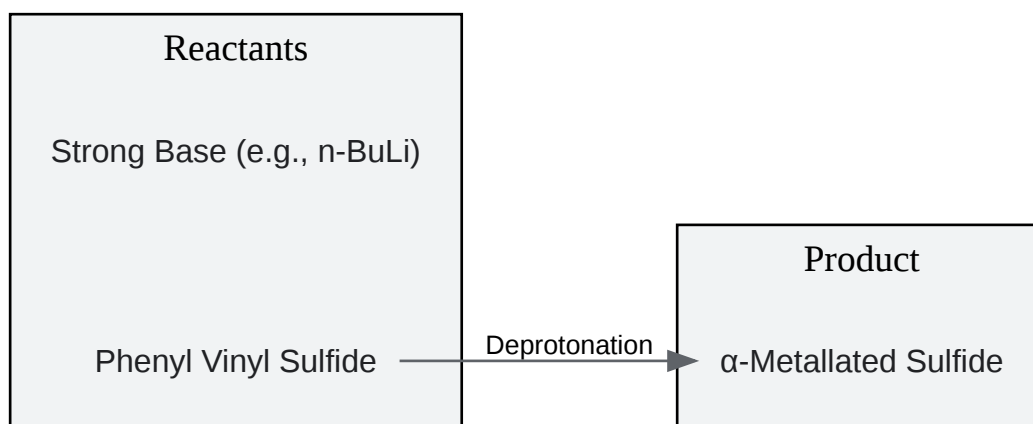 Reactants
Strong Base (e.g., n-BuLi)
Product
Phenyl Vinyl Sulfide
Deprotonation
α-Metallated Sulfide